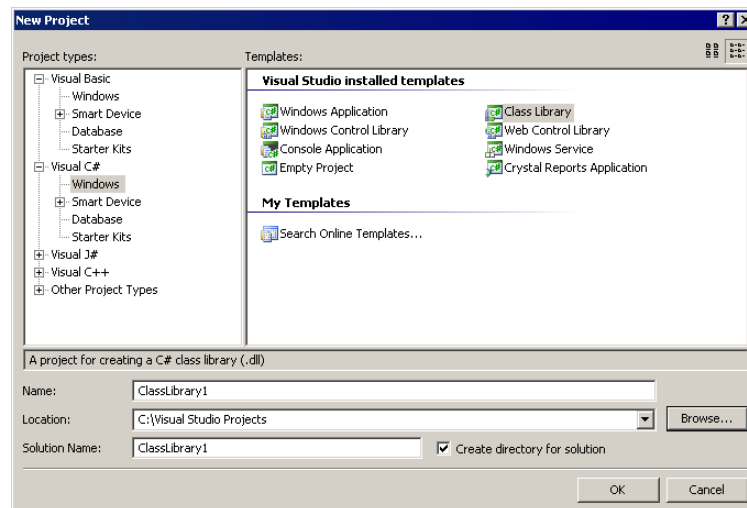 New Project
Project types:
Templates:
Visual Basic
Windows
Smart Device
Database
Starter Kits
Visual C#
Windows
Smart Device
Database
Starter Kits
Visual J#
Visual C++
Other Project Types
Visual Studio installed templates
Windows Application
Class Library
Windows Control Library
Web Control Library
Console Application
Windows Service
Empty Project
Crystal Reports Application
My Templates
Search Online Templates...
A project for creating a C# class library (.dll)
Name: ClassLibrary1
Location: C:\Visual Studio Projects Browse...
Solution Name: ClassLibrary1 Create directory for solution
OK Cancel